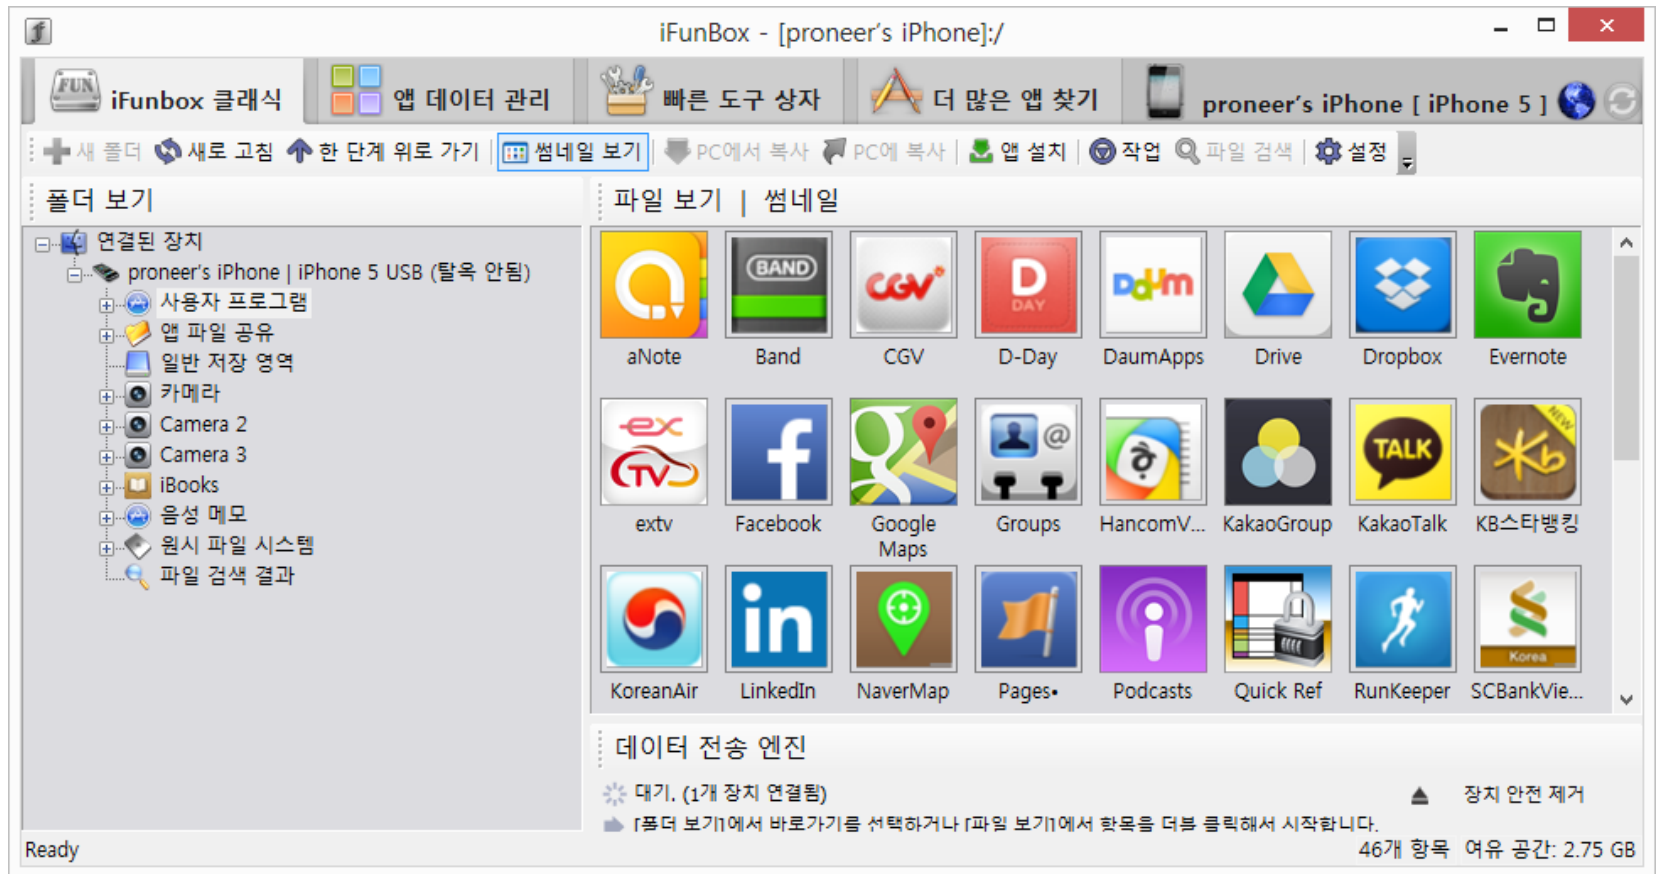 iFunBox - [proneer's iPhone]:/
FUN iFunbox 클래식 앱 데이터 관리 빠른 도구 상자 더 많은 앱 찾기 proneer's iPhone [ iPhone 5 ]
새 폴더 새로 고침 한 단계 위로 가기 썸네일 보기 PC에서 복사 PC에 복사 앱 설치 작업 파일 검색 설정
폴더 보기
연결된 장치
proneer's iPhone | iPhone 5 USB (탈옥 안됨)
사용자 프로그램
앱 파일 공유
일반 저장 영역
카메라
Camera 2
Camera 3
iBooks
음성 메모
원시 파일 시스템
파일 검색 결과
파일 보기 | 썸네일
BAND CGV D DAY Daum
aNote Band CGV D-Day DaumApps Drive Dropbox Evernote
ex TV f @ 한 TALK NEW
extv Facebook Google Maps Groups HancomV... KakaoGroup KakaoTalk KB스타뱅킹
in Korea
KoreanAir LinkedIn NaverMap Pages• Podcasts Quick Ref RunKeeper SCBankVie...
데이터 전송 엔진
대기. (1개 장치 연결됨) 장치 안전 제거
[폴더 보기]에서 바로가기를 선택하거나 [파일 보기]에서 항목을 더블 클릭해서 시작합니다.
Ready 46개 항목 여유 공간: 2.75 GB